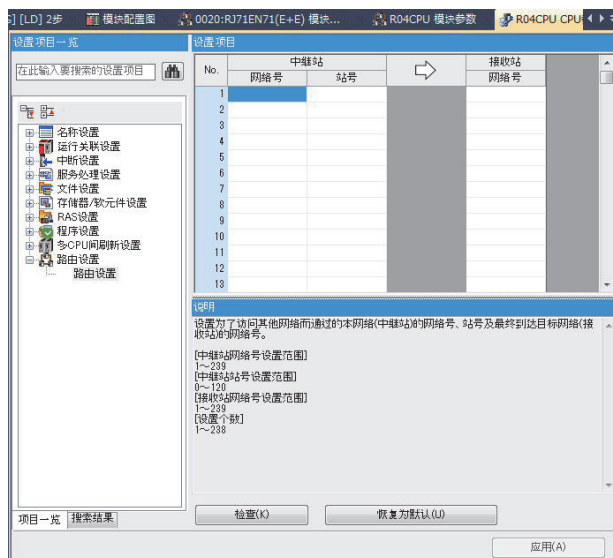 G] [LD] 2步
模块配置图
0020:RJ71EN71(E+E) 模块...
R04CPU 模块参数
R04CPU CPU
设置项目一览
在此输入要搜索的设置项目
名称设置
运行关联设置
中断设置
服务处理设置
文件设置
存储器/软元件设置
RAS设置
程序设置
多CPU间刷新设置
路由设置
路由设置
项目一览
搜索结果
设置项目
No.
中继站
接收站
网络号
站号
网络号
1
2
3
4
5
6
7
8
9
10
11
12
13
说明
设置为了访问其他网络而通过的本网络(中继站)的网络号、站号及最终到达目标网络(接
收站)的网络号。
[中继站网络号设置范围]
1～239
[中继站站号设置范围]
0～120
[接收站网络号设置范围]
1～239
[设置个数]
1～238
检查(K)
恢复为默认(U)
应用(A)